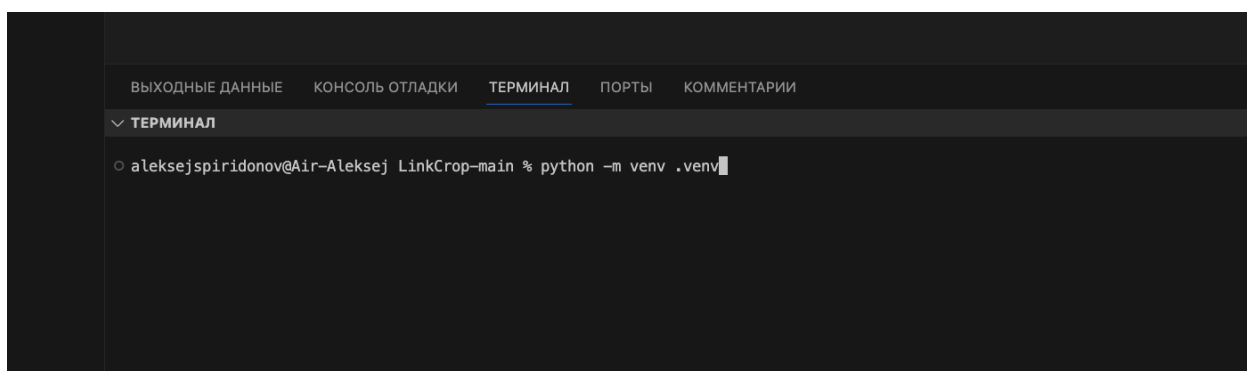 ВЫХОДНЫЕ ДАННЫЕ КОНСОЛЬ ОТЛАДКИ ТЕРМИНАЛ ПОРТЫ КОММЕНТАРИИ
ТЕРМИНАЛ
aleksejspiridonov@Air-Aleksej LinkCrop-main % python -m venv .venv